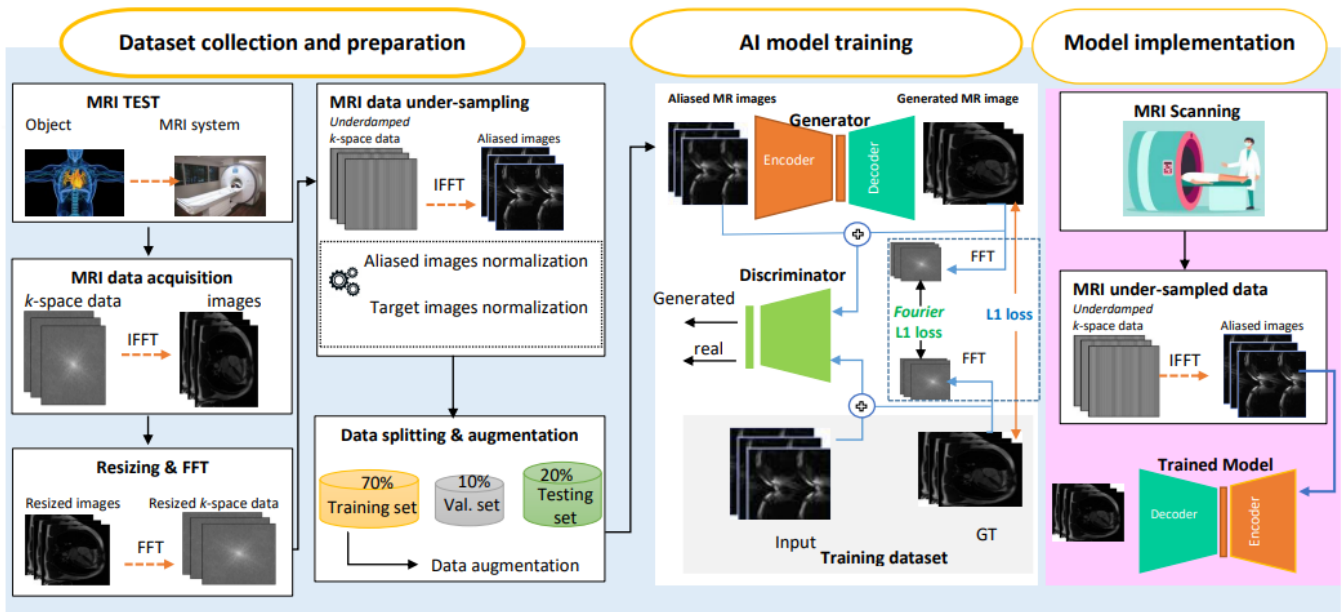 Dataset collection and preparation
AI model training
Model implementation
MRI TEST
Object
MRI system
MRI data acquisition
k-space data
images
IFFT
Resizing & FFT
Resized images
Resized k-space data
FFT
MRI data under-sampling
Underdamped
k-space data
Aliased images
IFFT
Aliased images normalization
Target images normalization
Data splitting & augmentation
70%
Training set
10%
Val. set
20%
Testing
set
Data augmentation
Aliased MR images
Generated MR image
Generator
Encoder
Decoder
FFT
Discriminator
Generated
real
Fourier
L1 loss
L1 loss
FFT
Input
GT
Training dataset
MRI Scanning
MRI under-sampled data
Underdamped
k-space data
Aliased images
IFFT
Trained Model
Decoder
Encoder